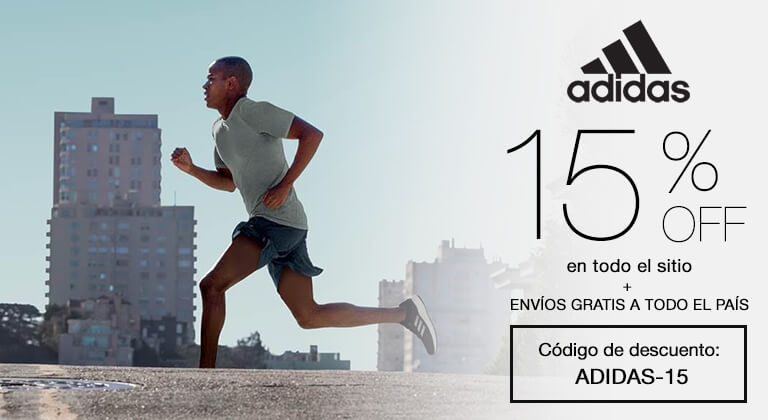 adidas
15%
OFF
en todo el sitio
+
ENVÍOS GRATIS A TODO EL PAÍS
Código de descuento:
ADIDAS-15